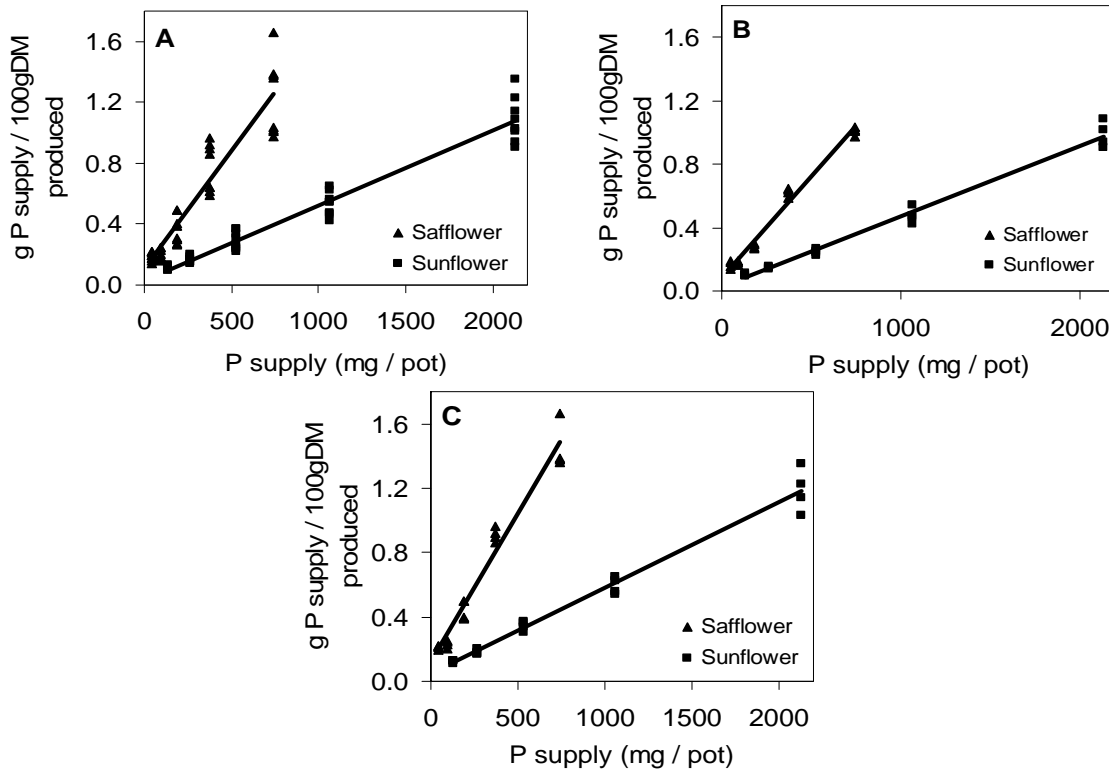 A
g P supply / 100gDM
produced
1.6
1.2
0.8
0.4
0.0
Safflower
Sunflower
0 500 1000 1500 2000
P supply (mg / pot)
B
g P supply / 100gDM
produced
1.6
1.2
0.8
0.4
0.0
Safflower
Sunflower
0 1000 2000
P supply (mg / pot)
C
g P supply / 100gDM
produced
1.6
1.2
0.8
0.4
0.0
Safflower
Sunflower
0 500 1000 1500 2000
P supply (mg / pot)